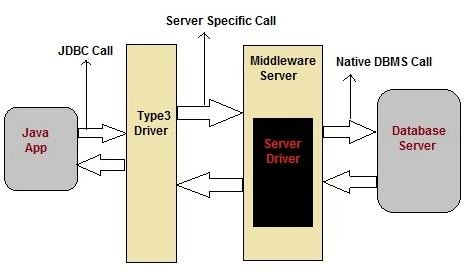 Server Specific Call
JDBC Call
Middleware
Server
Native DBMS Call
Type3
Driver
Java
App
Server
Driver
Database
Server